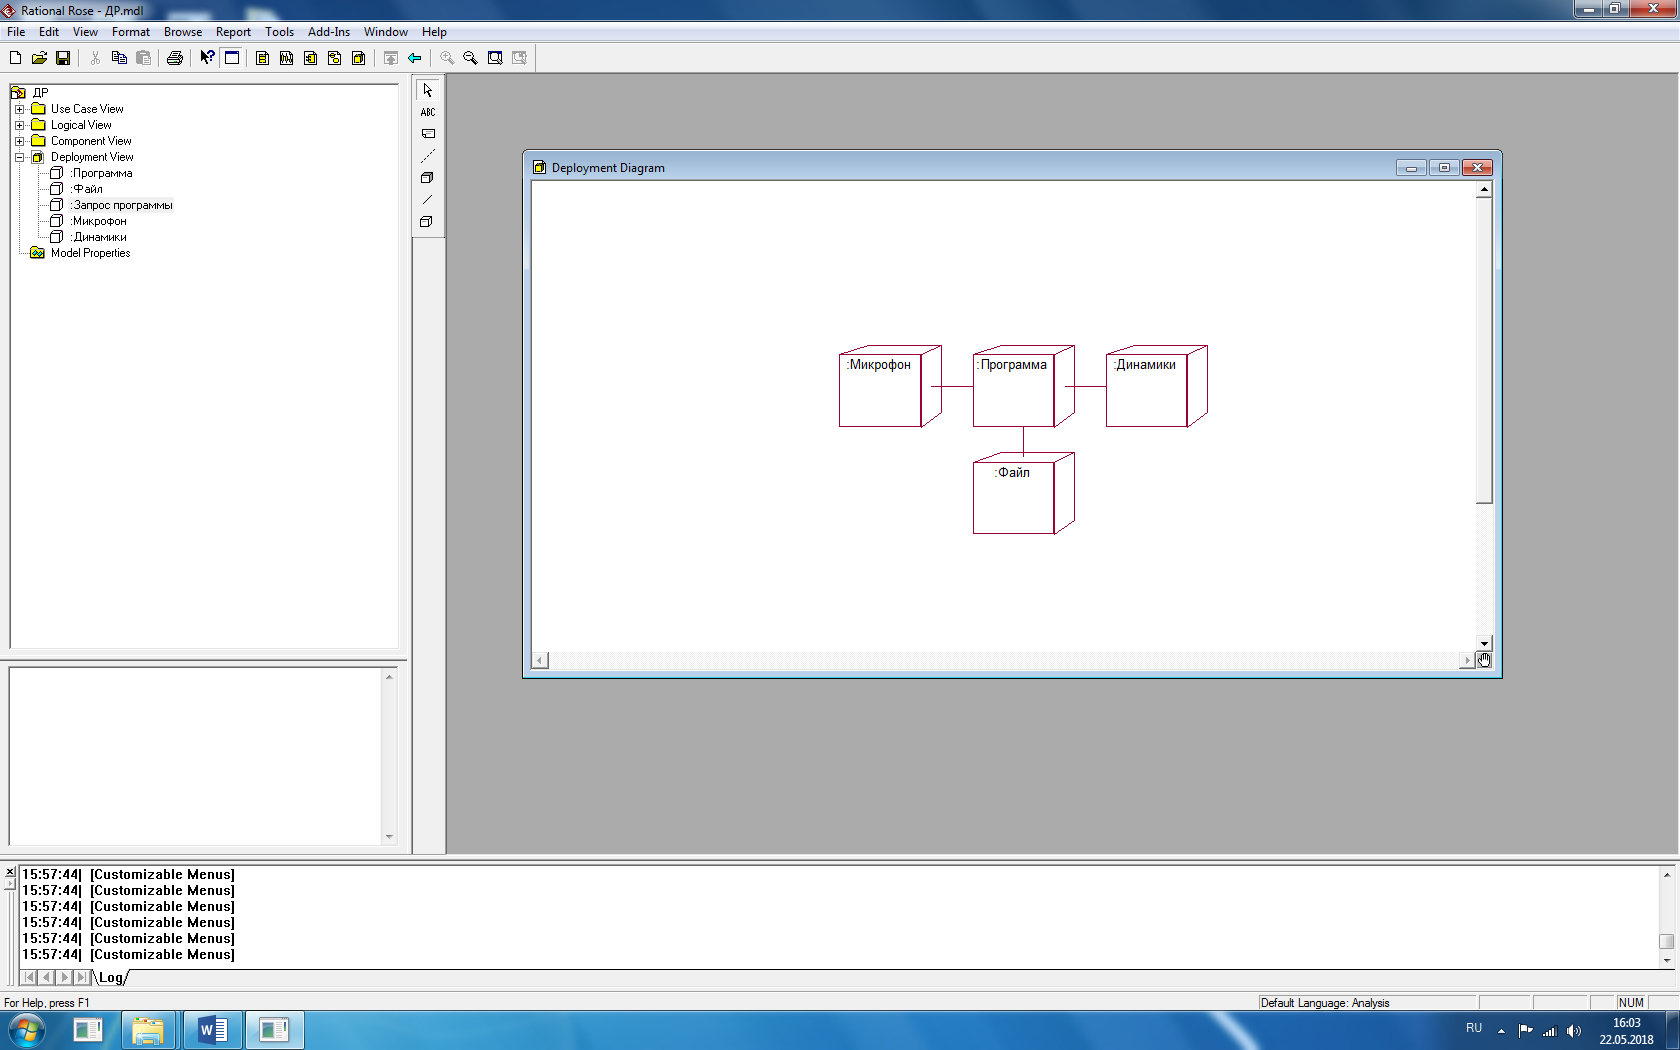 Rational Rose - ДР.mdl
File Edit View Format Browse Report Tools Add-Ins Window Help
ДР
Use Case View
Logical View
Component View
Deployment View
:Программа
:Файл
:Запрос программы
:Микрофон
:Динамики
Model Properties
ABC
Deployment Diagram
:Микрофон :Программа :Динамики
:Файл
15:57:44| [Customizable Menus]
15:57:44| [Customizable Menus]
15:57:44| [Customizable Menus]
15:57:44| [Customizable Menus]
15:57:44| [Customizable Menus]
15:57:44| [Customizable Menus]
Log
For Help, press F1 Default Language: Analysis NUM
RU 16:03
22.05.2018